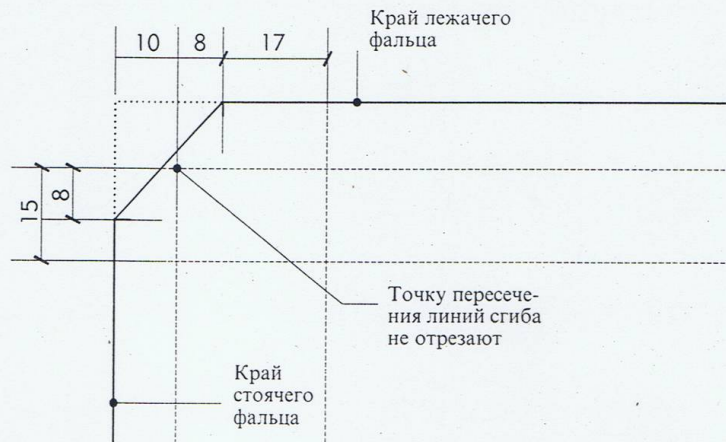 Край лежачего
фальца
10 8 17
8
15
Точку пересече-
ния линий сгиба
не отрезают
Край
стоячего
фальца